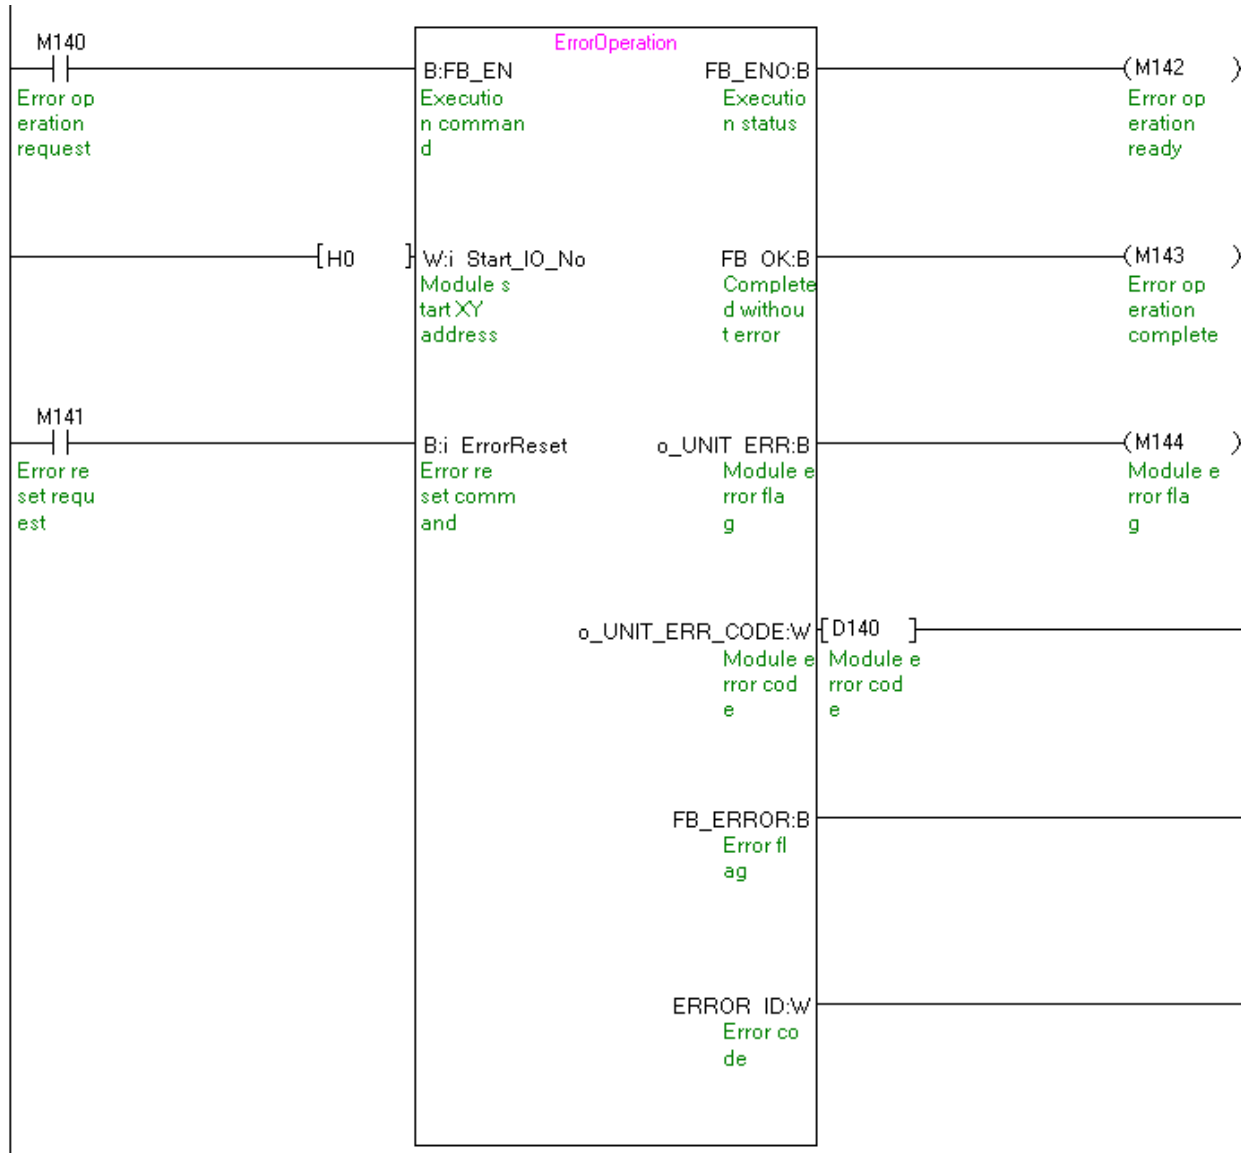 M140
ErrorOperation
B:FB_EN
FB_ENO:B
(M142 )
Error op
eration
request
Executio
n comman
d
Executio
n status
Error op
eration
ready
[H0 ]
W:i_Start_IO_No
FB_OK:B
(M143 )
Module s
tart XY
address
Complete
d withou
t error
Error op
eration
complete
M141
B:i_ErrorReset
o_UNIT_ERR:B
(M144 )
Error re
set requ
est
Error re
set comm
and
Module e
rror fla
g
Module e
rror fla
g
o_UNIT_ERR_CODE:W
[D140 ]
Module e
rror cod
e
Module e
rror cod
e
FB_ERROR:B
Error fl
ag
ERROR_ID:W
Error co
de